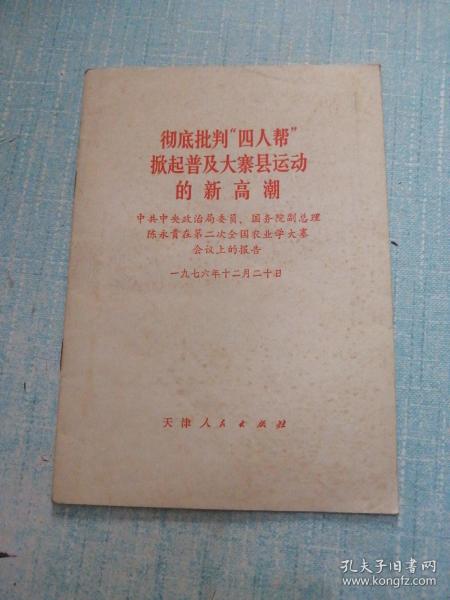 彻底批判“四人帮”
掀起普及大寨县运动
的新高潮
中共中央政治局委员、国务院副总理
陈永贵在第二次全国农业学大寨
会议上的报告
一九七六年十二月二十日
天津人民出版社
孔夫子旧书网
www.kongfz.com